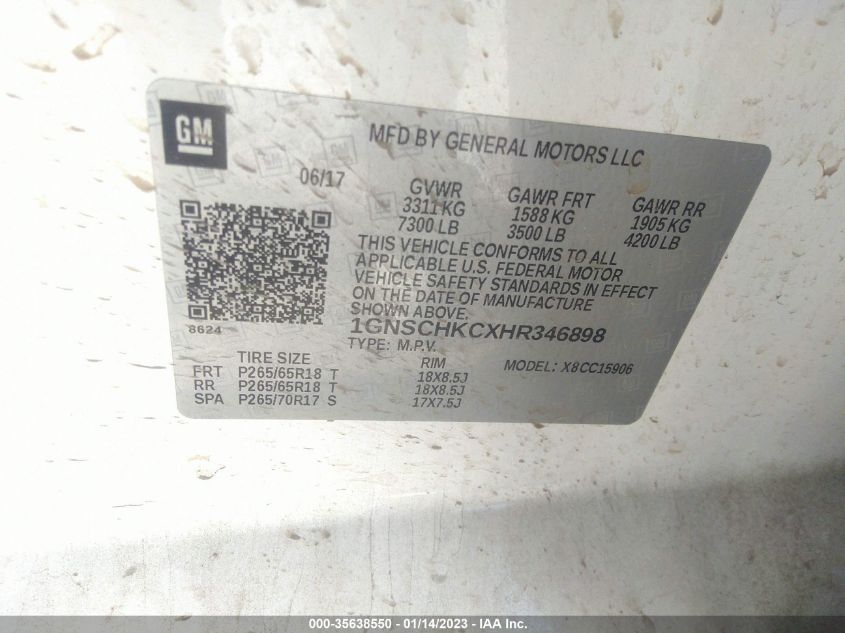 GM
MFD BY GENERAL MOTORS LLC
06/17
GVWR GAWR FRT GAWR RR
3311 KG 1588 KG 1905 KG
7300 LB 3500 LB 4200 LB
THIS VEHICLE CONFORMS TO ALL
APPLICABLE U.S. FEDERAL MOTOR
VEHICLE SAFETY STANDARDS IN EFFECT
ON THE DATE OF MANUFACTURE
SHOWN ABOVE.
8624
1GNSCHKCXHR346898
TYPE: M.P.V.
MODEL: X8CC15906
TIRE SIZE RIM
FRT P265/65R18 T 18X8.5J
RR P265/65R18 T 18X8.5J
SPA P265/70R17 S 17X7.5J
000-35638550 - 01/14/2023 - IAA Inc.